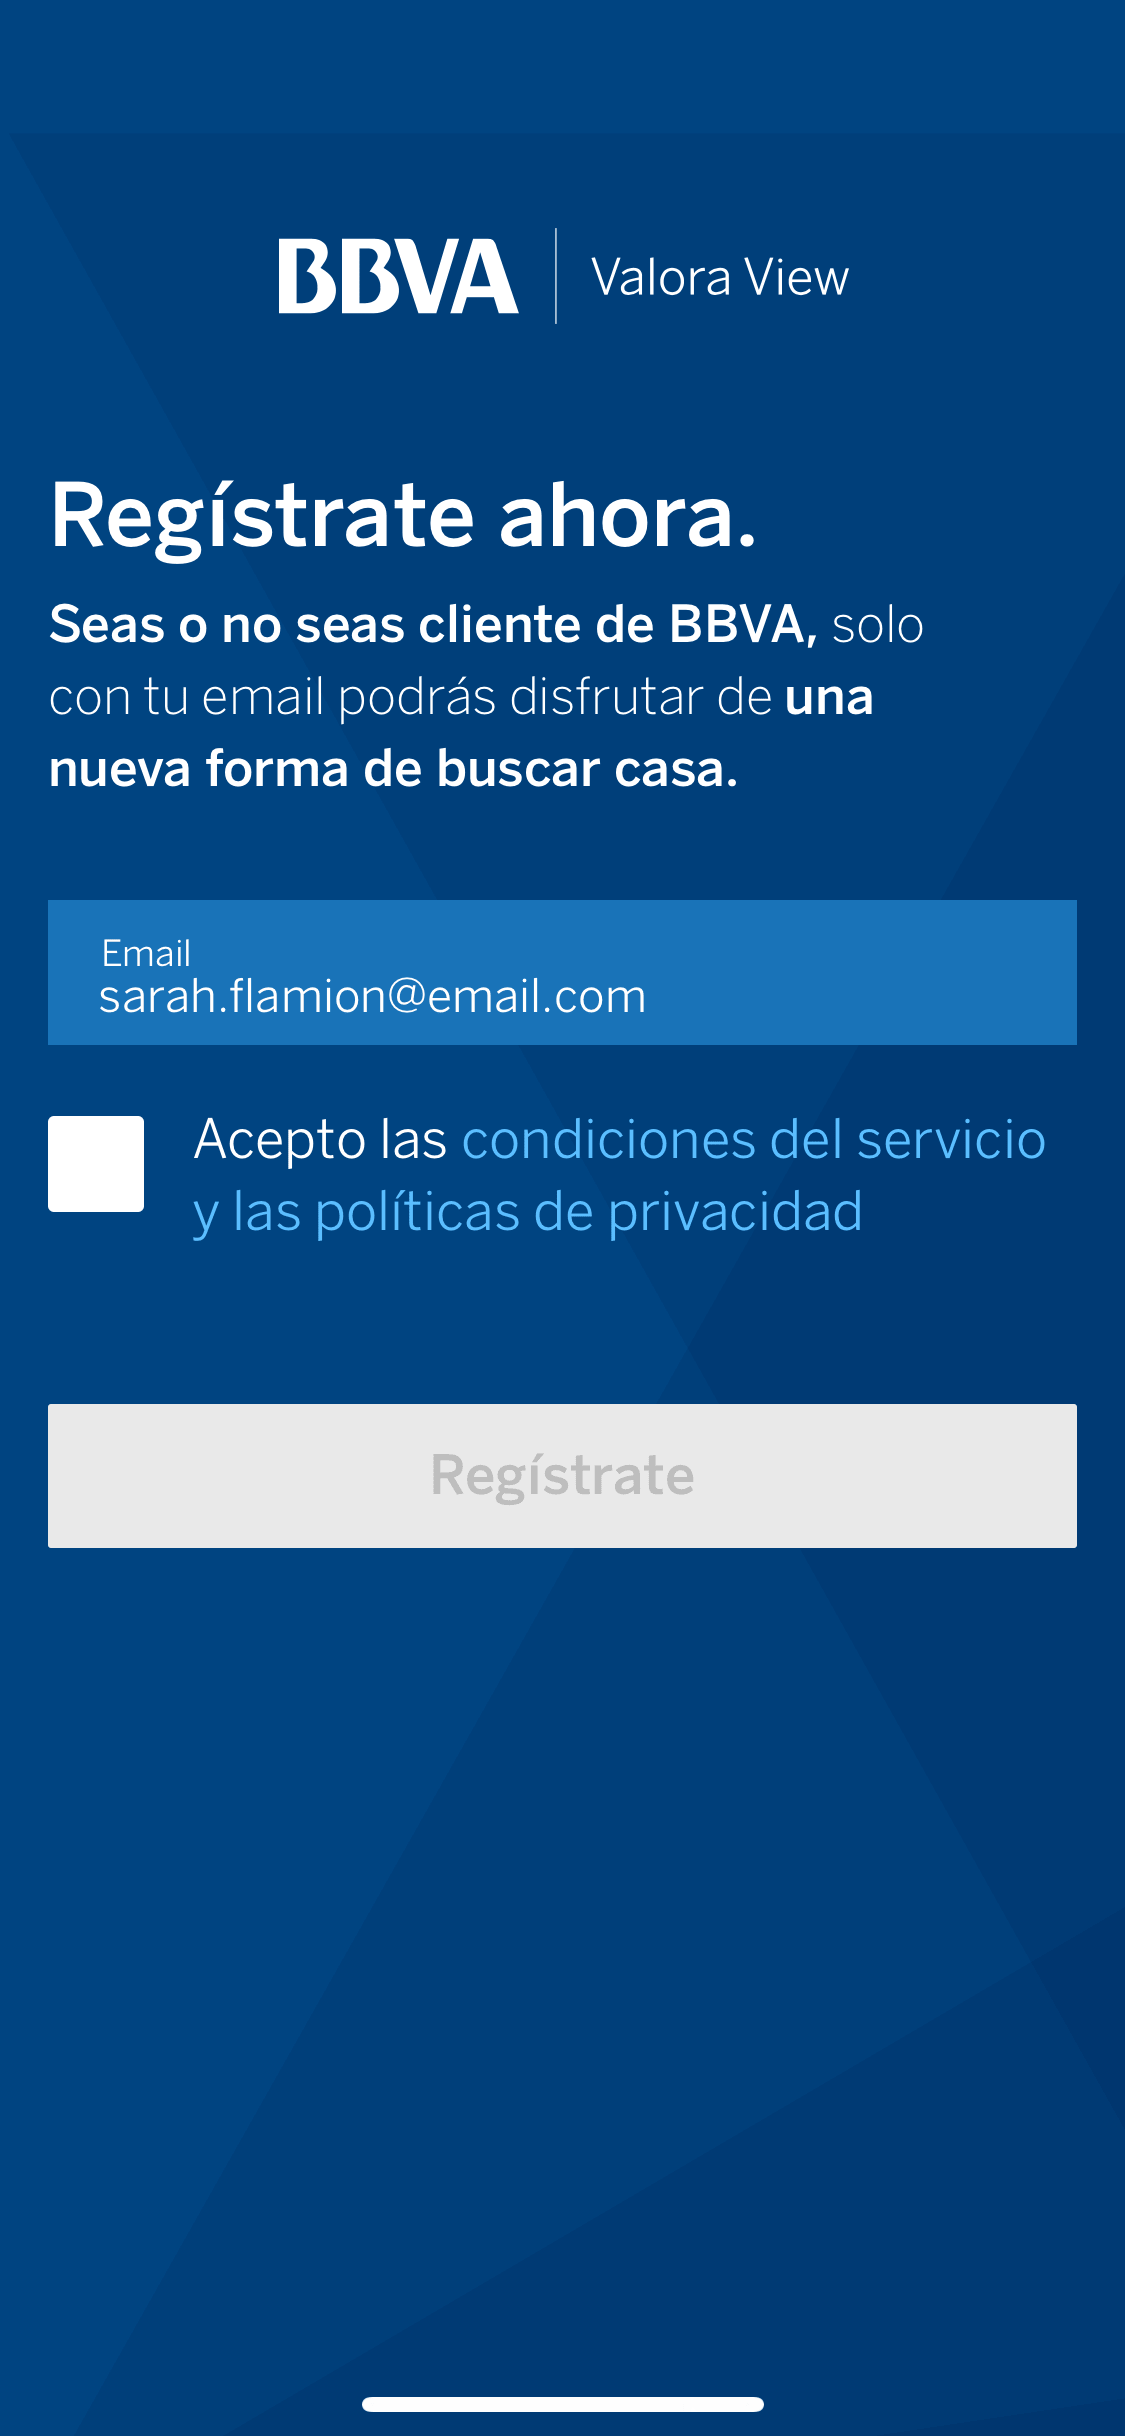 BBVA Valora View
Regístrate ahora.
Seas o no seas cliente de BBVA, solo
con tu email podrás disfrutar de una
nueva forma de buscar casa.
Email
sarah.flamion@email.com
Acepto las condiciones del servicio
y las políticas de privacidad
Regístrate